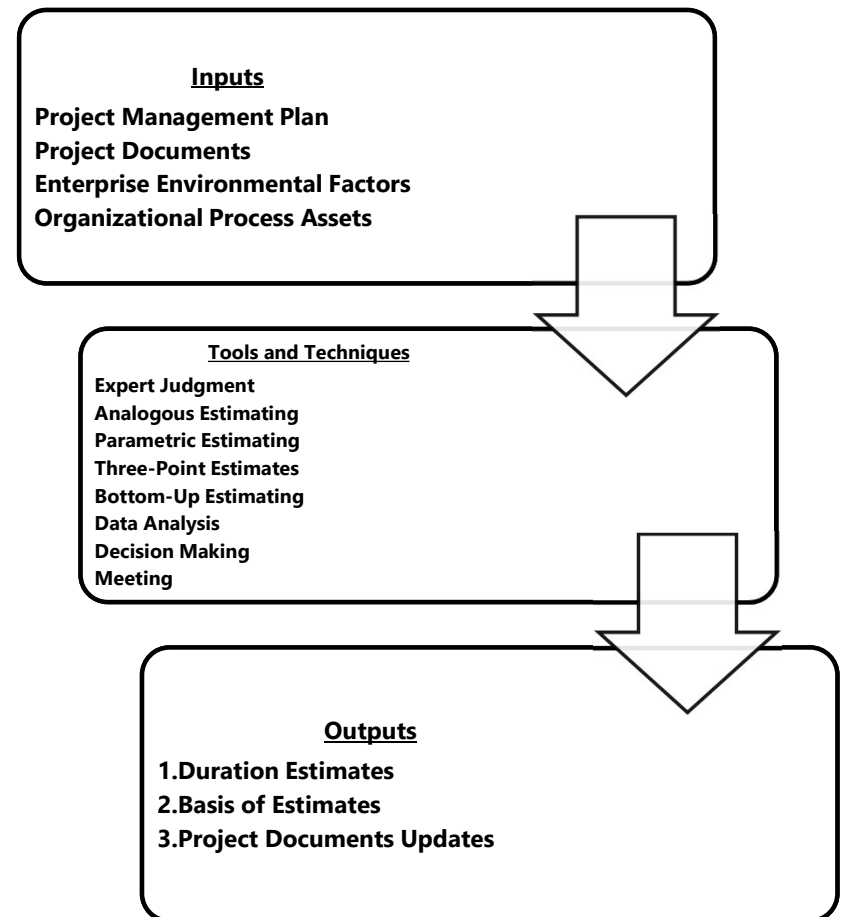 Inputs
Project Management Plan
Project Documents
Enterprise Environmental Factors
Organizational Process Assets
Tools and Techniques
Expert Judgment
Analogous Estimating
Parametric Estimating
Three-Point Estimates
Bottom-Up Estimating
Data Analysis
Decision Making
Meeting
Outputs
1.Duration Estimates
2.Basis of Estimates
3.Project Documents Updates